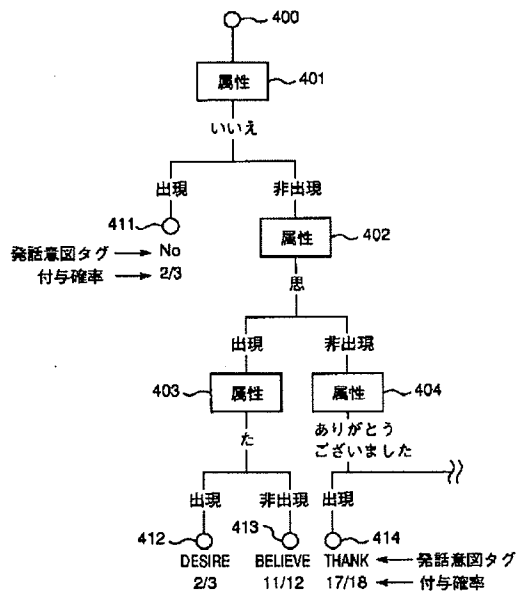 400
属性
401
いいえ
出現
非出現
411
属性
402
発話意図タグ
No
付与確率
2/3
思
出現
非出現
403
属性
属性
404
た
ありがとう
ございました
出現
非出現
出現
412
413
414
DESIRE
BELIEVE
THANK
発話意図タグ
2/3
11/12
17/18
付与確率